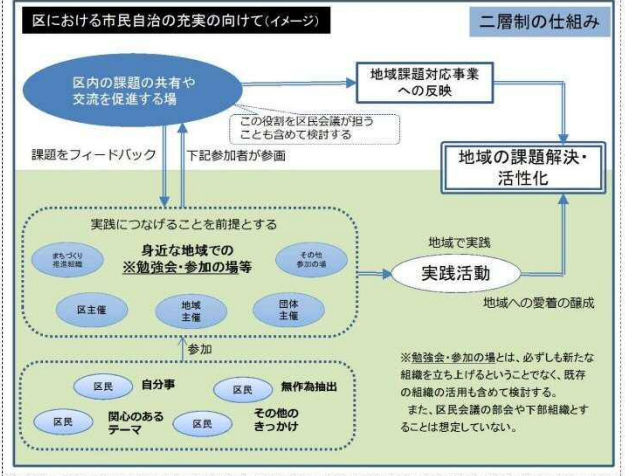 区における市民自治の充実の向けて(イメージ)
二層制の仕組み
区内の課題の共有や
交流を促進する場
地域課題対応事業
への反映
この役割を区民会議が担う
ことも含めて検討する
課題をフィードバック
下記参加者が参画
地域の課題解決・
活性化
実践につなげることを前提とする
身近な地域での
※勉強会・参加の場等
まちづくり
推進組織
その他
参加の場
区主催
地域
主催
団体
主催
地域で実践
実践活動
地域への愛着の醸成
参加
区民 自分事
区民 無作為抽出
区民 関心のある
テーマ
区民 その他の
きっかけ
※勉強会・参加の場とは、必ずしも新たな
組織を立ち上げるということでなく、既存
の組織の活用も含めて検討する。
また、区民会議の部会や下部組織とす
ることは想定していない。